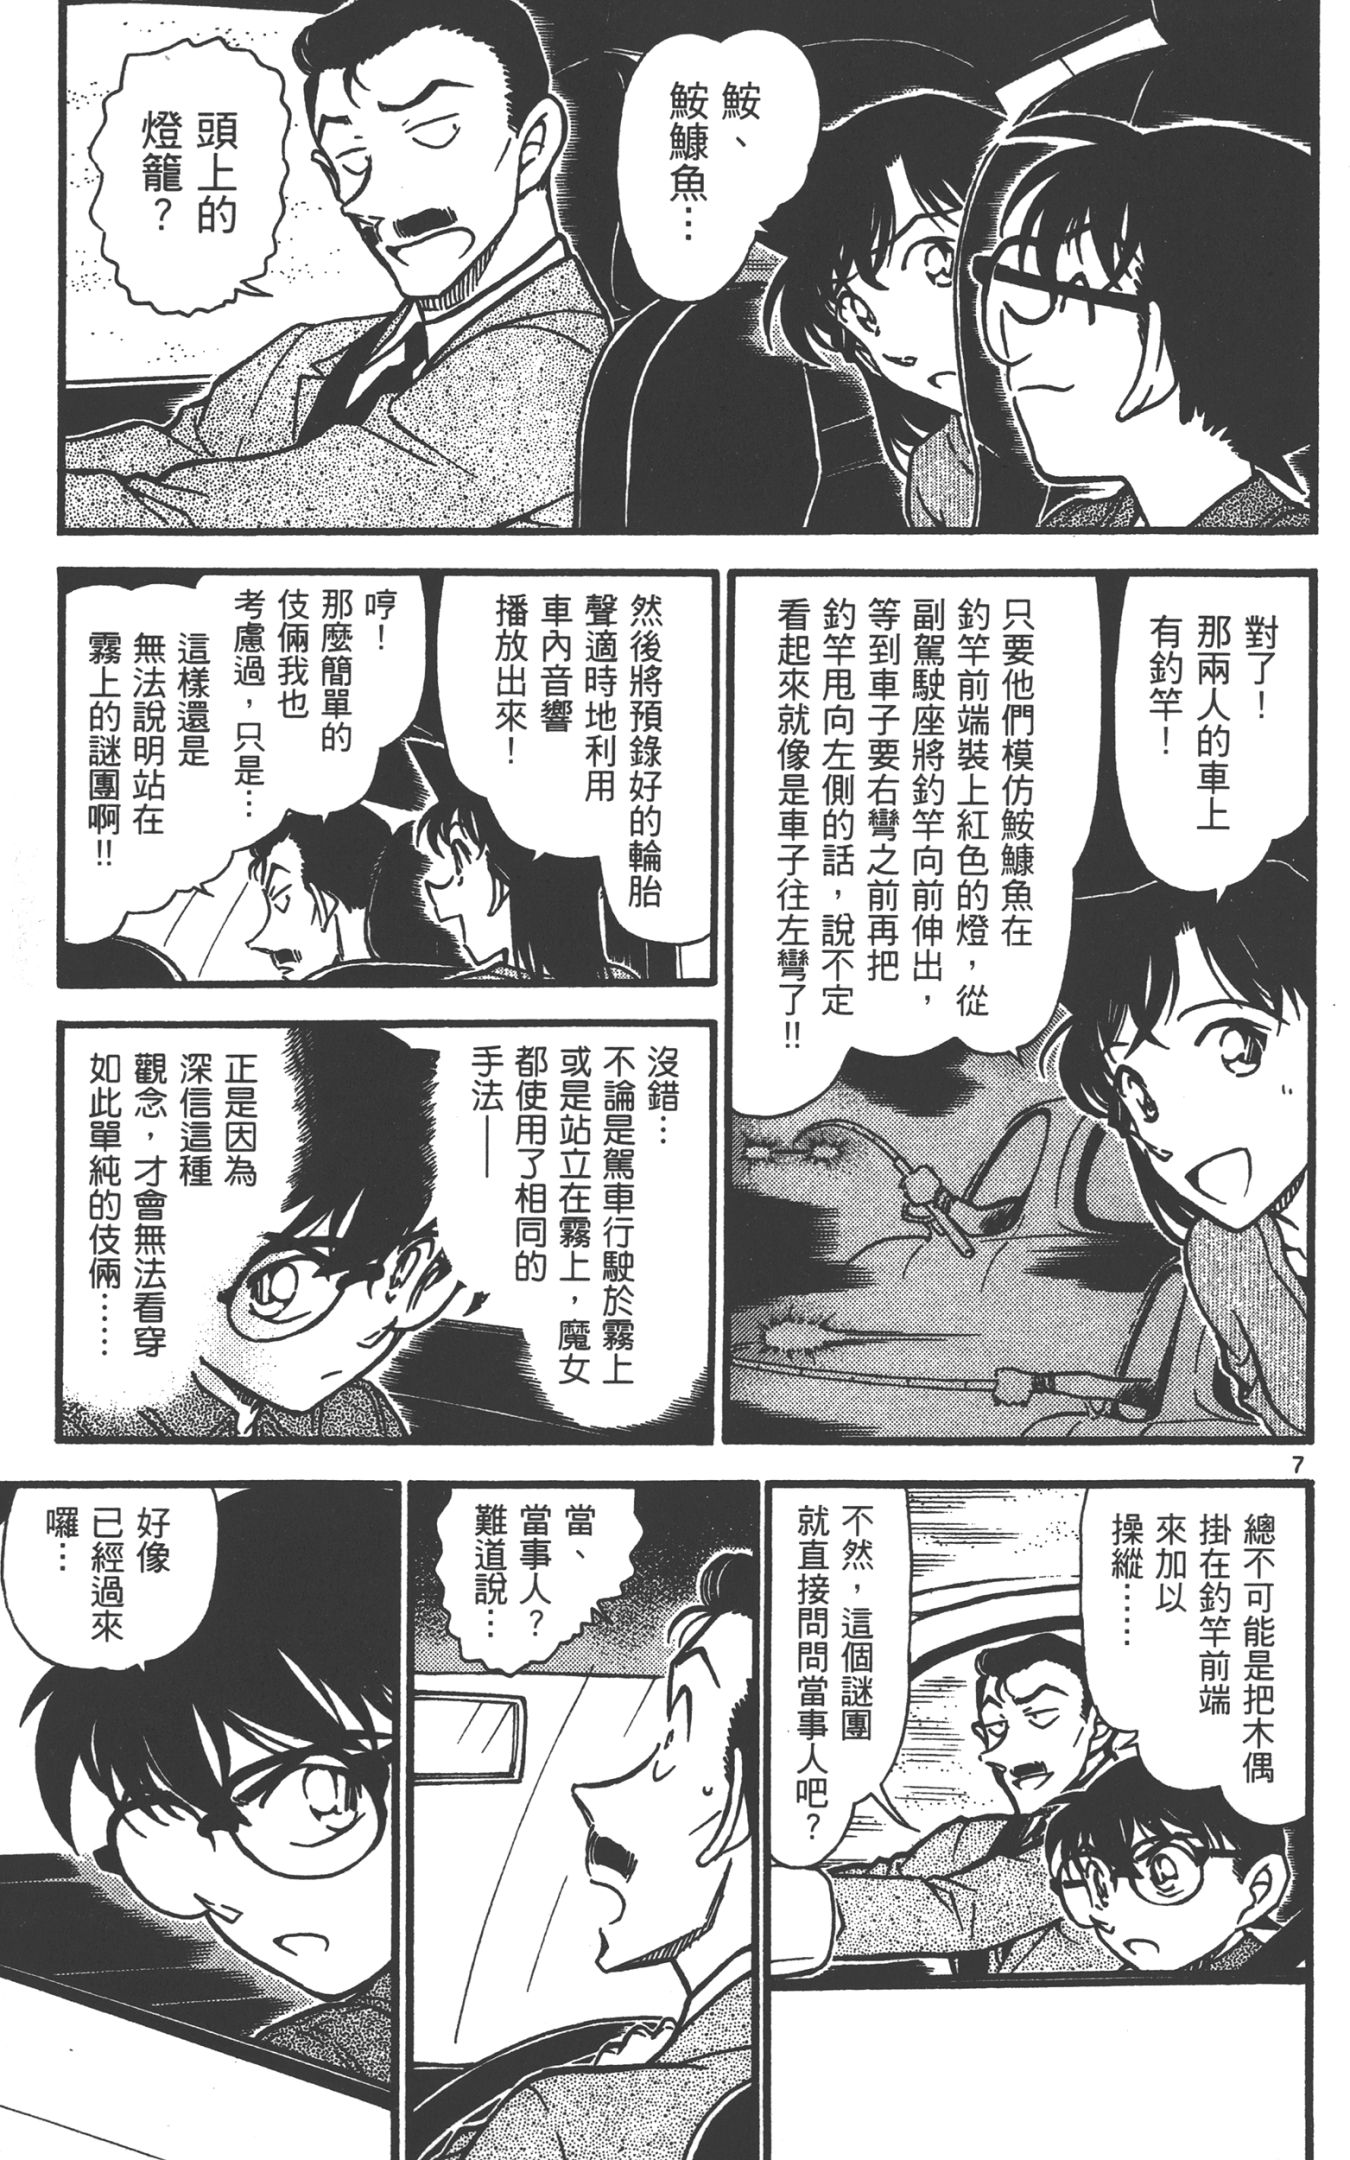 鮟、
鮟鱇魚…
頭上的
燈籠？
對了！
那兩人的車上
有釣竿！
只要他們模仿鮟鱇魚在
釣竿前端裝上紅色的燈，從
副駕駛座將釣竿向前伸出，
等到車子要右彎之前再把
釣竿甩向左側的話，說不定
看起來就像是車子往左彎了!!
然後將預錄好的輪胎
聲適時地利用
車內音響
播放出來！
哼！
那麼簡單的
伎倆我也
考慮過，只是…
這樣還是
無法說明站在
霧上的謎團啊!!
沒錯…
不論是駕車行駛於霧上
或是站立在霧上，魔女
都使用了相同的
手法——
正是因為
深信這種
觀念，才會無法看穿
如此單純的伎倆……
7
總不可能是把木偶
掛在釣竿前端
來加以
操縱……
不然，這個謎團
就直接問問當事人吧？
當、
當事人？
難道說…
好像
已經過來
囉…